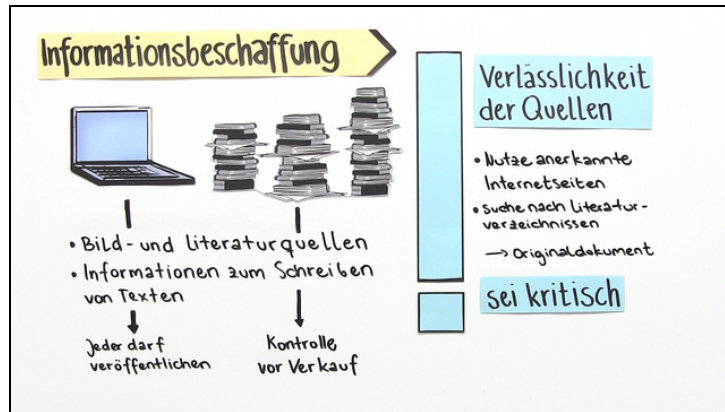 Informationsbeschaffung
• Bild- und Literaturquellen
• Informationen zum Schreiben
von Texten
Jeder darf
veröffentlichen
Kontrolle
vor Verkauf
Verlässlichkeit
der Quellen
• Nutze anerkannte
Internetseiten
• suche nach Literatur-
verzeichnissen
→ Originaldokument
sei kritisch